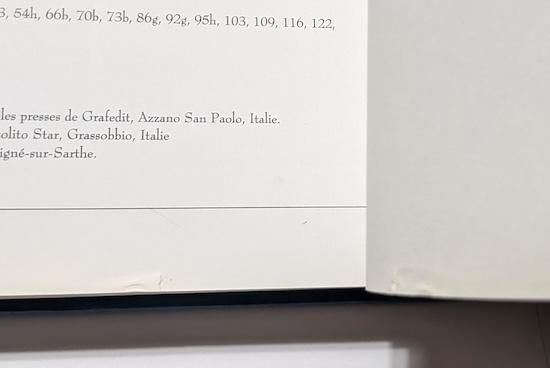 3, 54h, 66b, 70b, 73b, 86g, 92g, 95h, 103, 109, 116, 122,
les presses de Grafedit, Azzano San Paolo, Italie.
olito Star, Grassobbio, Italie
igné-sur-Sarthe.